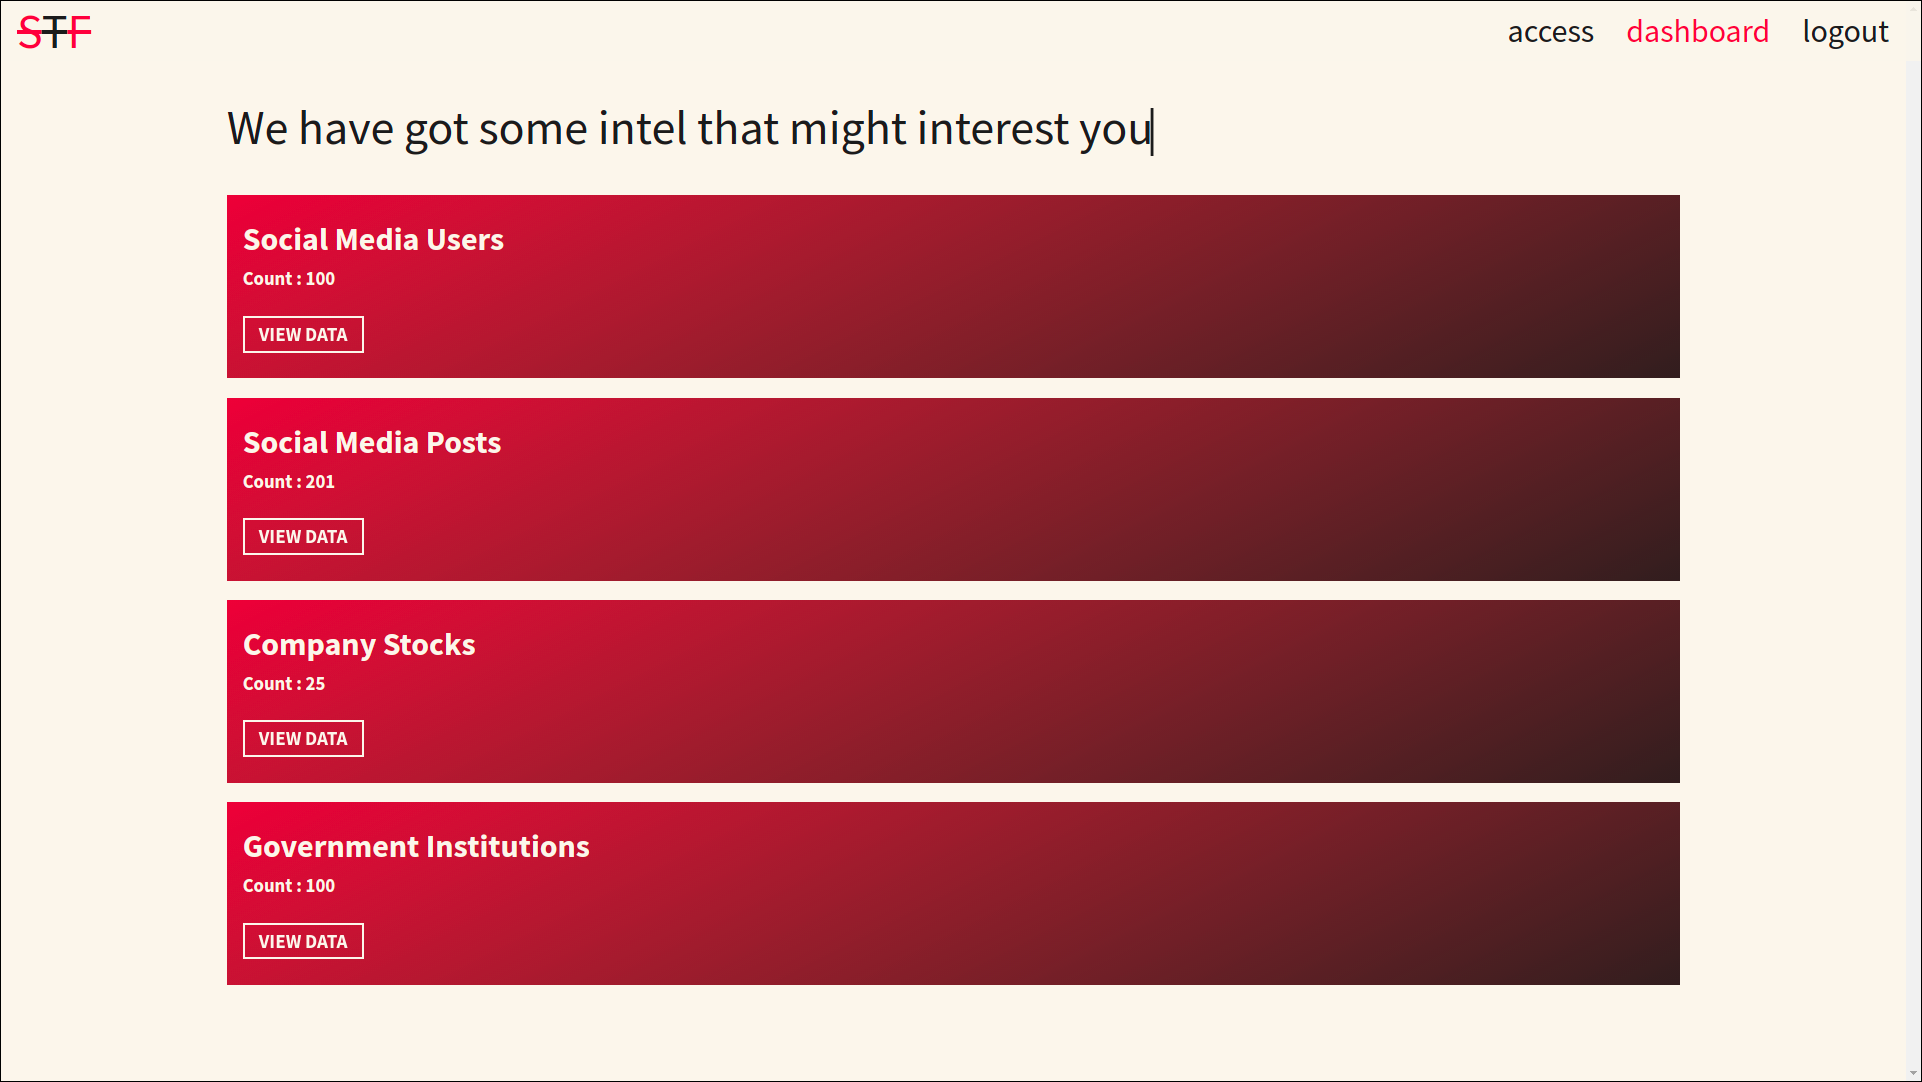 STF
access dashboard logout
We have got some intel that might interest you
Social Media Users
Count : 100
VIEW DATA
Social Media Posts
Count : 201
VIEW DATA
Company Stocks
Count : 25
VIEW DATA
Government Institutions
Count : 100
VIEW DATA